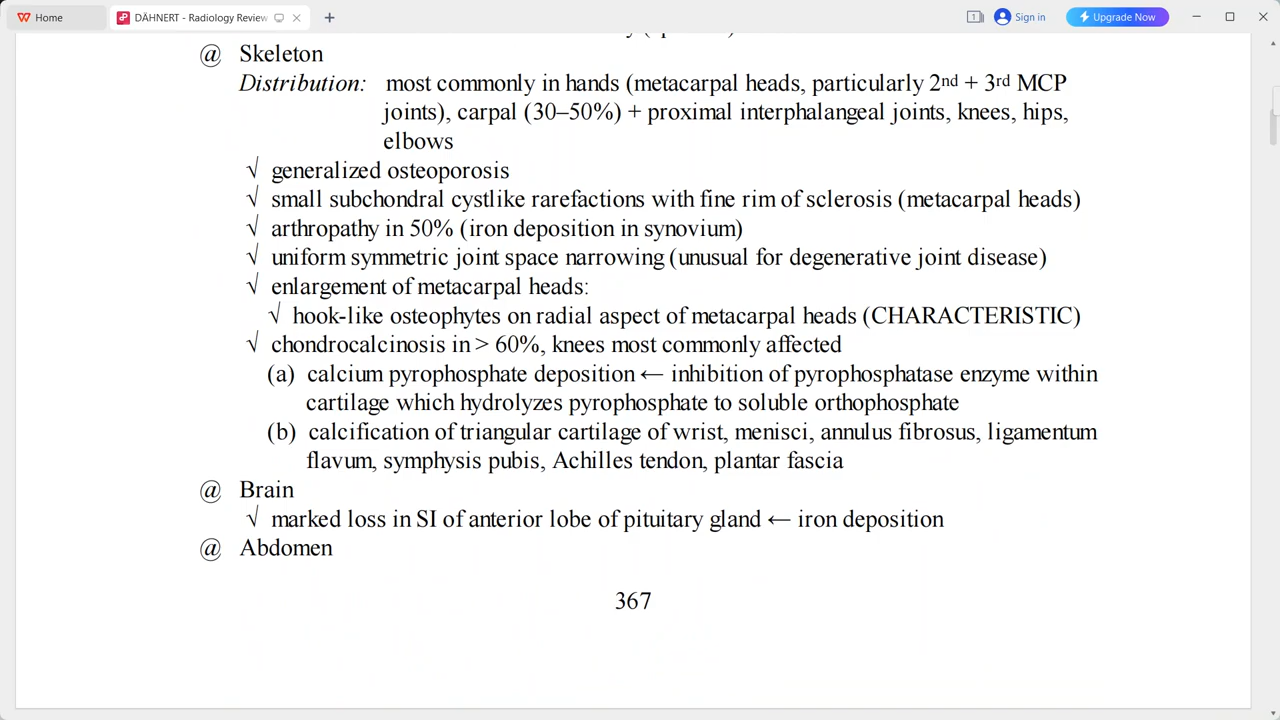 Home
DÄHNERT - Radiology Review
Sign in
Upgrade Now
@ Skeleton
Distribution: most commonly in hands (metacarpal heads, particularly 2nd + 3rd MCP
joints), carpal (30–50%) + proximal interphalangeal joints, knees, hips,
elbows
√ generalized osteoporosis
√ small subchondral cystlike rarefactions with fine rim of sclerosis (metacarpal heads)
√ arthropathy in 50% (iron deposition in synovium)
√ uniform symmetric joint space narrowing (unusual for degenerative joint disease)
√ enlargement of metacarpal heads:
√ hook-like osteophytes on radial aspect of metacarpal heads (CHARACTERISTIC)
√ chondrocalcinosis in > 60%, knees most commonly affected
(a) calcium pyrophosphate deposition ← inhibition of pyrophosphatase enzyme within
cartilage which hydrolyzes pyrophosphate to soluble orthophosphate
(b) calcification of triangular cartilage of wrist, menisci, annulus fibrosus, ligamentum
flavum, symphysis pubis, Achilles tendon, plantar fascia
@ Brain
√ marked loss in SI of anterior lobe of pituitary gland ← iron deposition
@ Abdomen
367